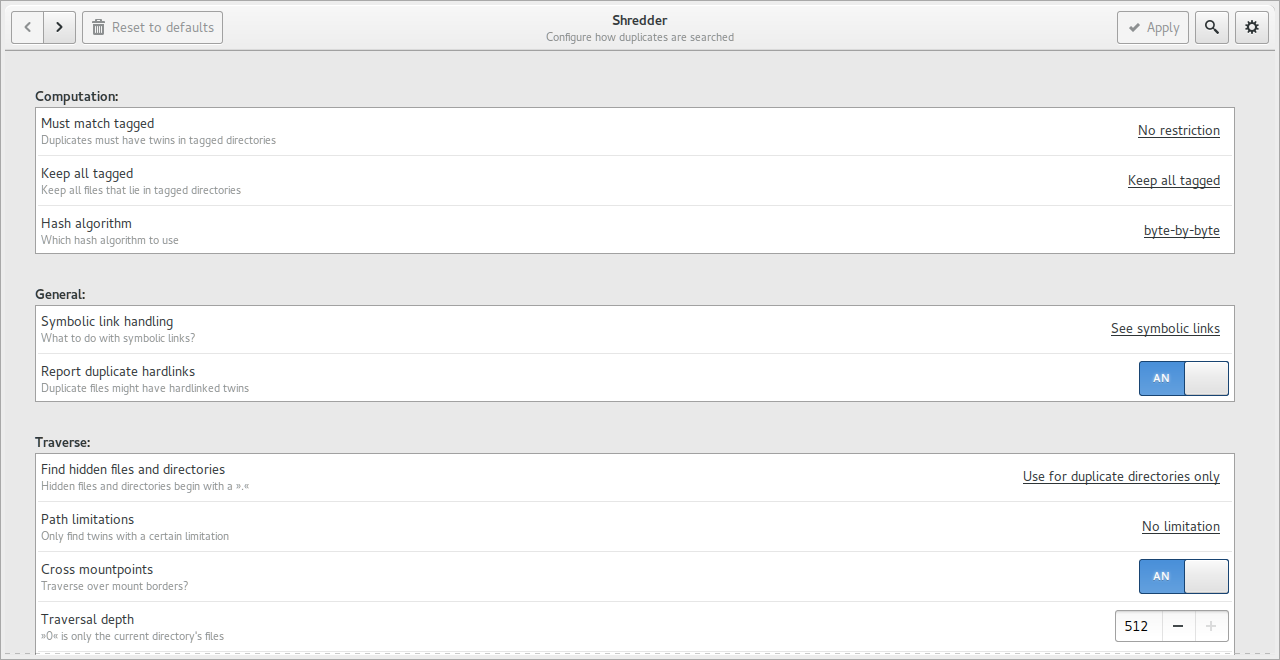 Reset to defaults
Shredder
Configure how duplicates are searched
Apply
Computation:
Must match tagged
Duplicates must have twins in tagged directories
No restriction
Keep all tagged
Keep all files that lie in tagged directories
Keep all tagged
Hash algorithm
Which hash algorithm to use
byte-by-byte
General:
Symbolic link handling
What to do with symbolic links?
See symbolic links
Report duplicate hardlinks
Duplicate files might have hardlinked twins
AN
Traverse:
Find hidden files and directories
Hidden files and directories begin with a ».«
Use for duplicate directories only
Path limitations
Only find twins with a certain limitation
No limitation
Cross mountpoints
Traverse over mount borders?
AN
Traversal depth
»0« is only the current directory's files
512